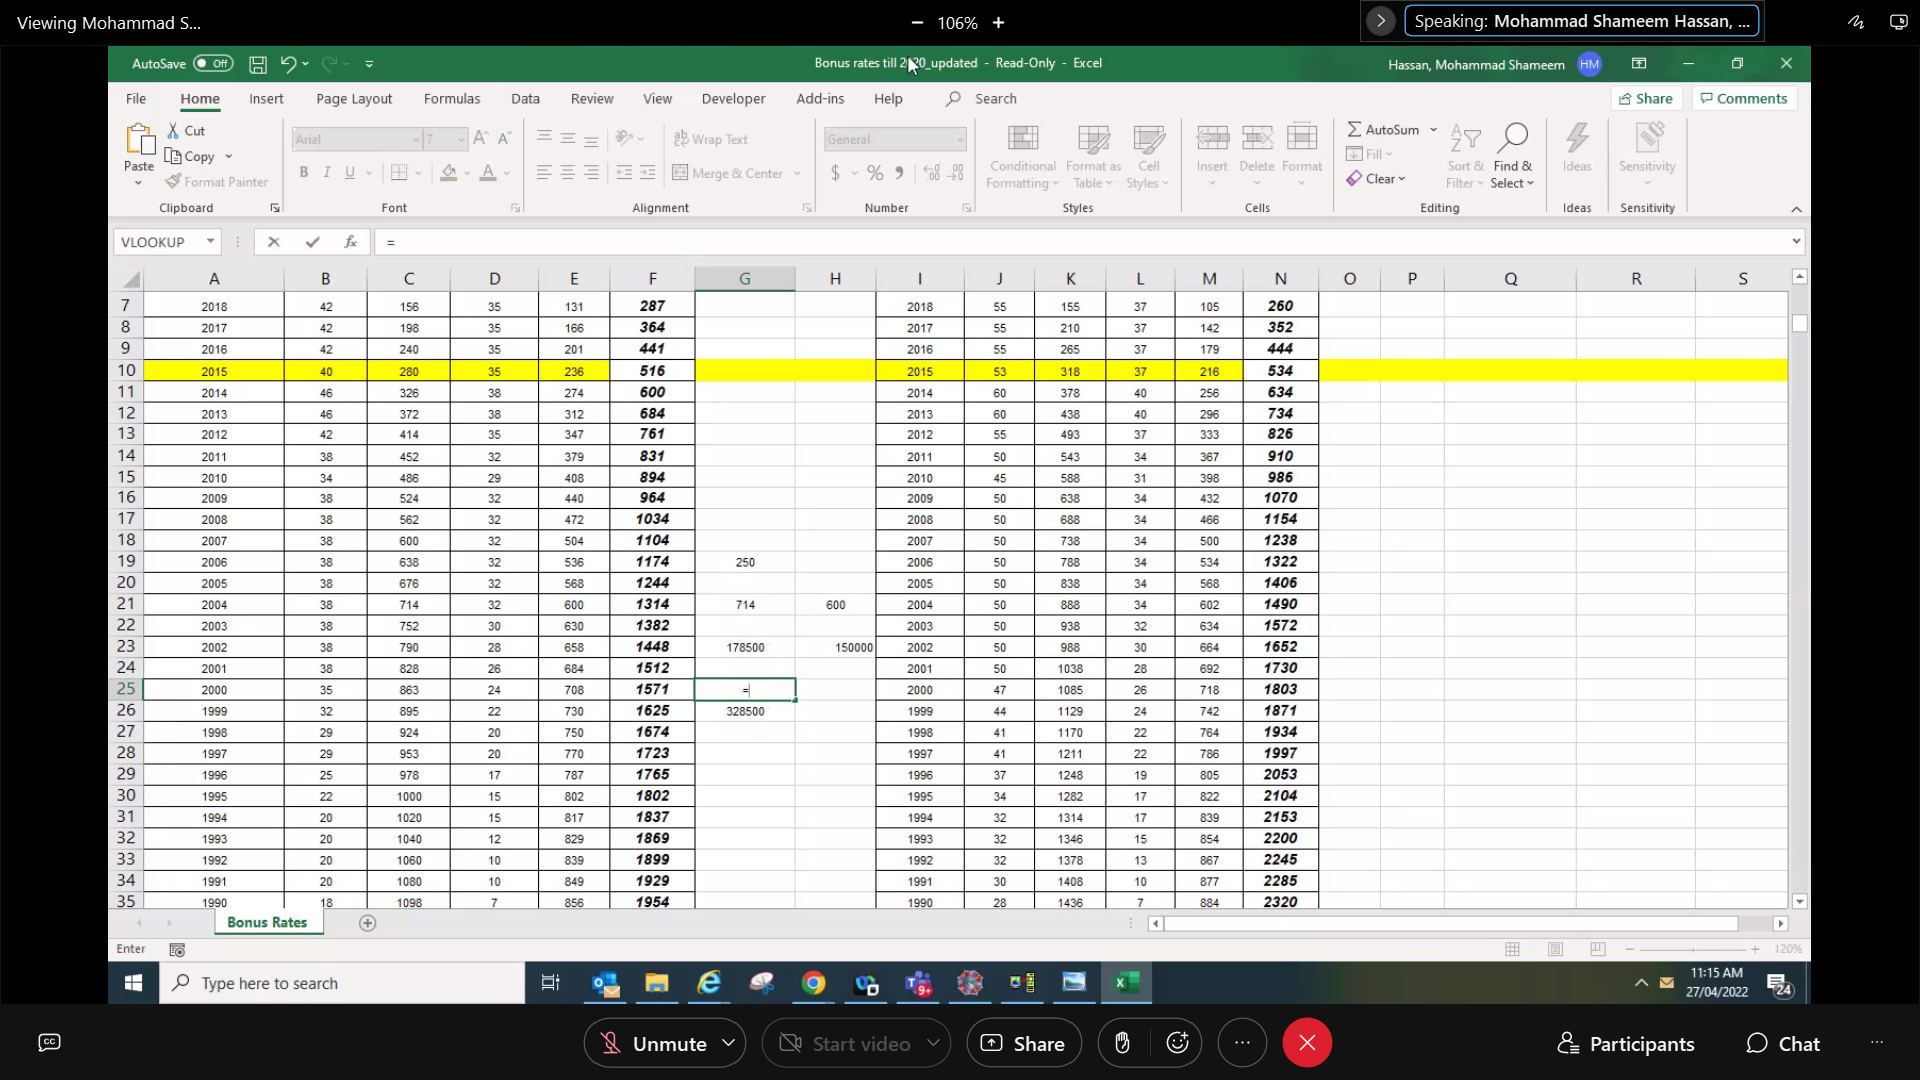 Viewing Mohammad S...
106%
Speaking: Mohammad Shameem Hassan, ...
AutoSave Off
Bonus rates till 2020_updated - Read-Only - Excel
Hassan, Mohammad Shameem HM
File Home Insert Page Layout Formulas Data Review View Developer Add-ins Help Search Share Comments
Paste Cut Copy Format Painter Clipboard
Arial 7 B I U Font
Wrap Text Merge & Center Alignment
General $ % Number
Conditional Formatting Format as Table Cell Styles Styles
Insert Delete Format Cells
AutoSum Fill Clear Sort & Filter Find & Select Editing
Ideas Ideas
Sensitivity Sensitivity
VLOOKUP fx =
A B C D E F G H I J K L M N O P Q R S
7 2018 42 156 35 131 287 2018 55 155 37 105 260
8 2017 42 198 35 166 364 2017 55 210 37 142 352
9 2016 42 240 35 201 441 2016 55 265 37 179 444
10 2015 40 280 35 236 516 2015 53 318 37 216 534
11 2014 46 326 38 274 600 2014 60 378 40 256 634
12 2013 46 372 38 312 684 2013 60 438 40 296 734
13 2012 42 414 35 347 761 2012 55 493 37 333 826
14 2011 38 452 32 379 831 2011 50 543 34 367 910
15 2010 34 486 29 408 894 2010 45 588 31 398 986
16 2009 38 524 32 440 964 2009 50 638 34 432 1070
17 2008 38 562 32 472 1034 2008 50 688 34 466 1154
18 2007 38 600 32 504 1104 2007 50 738 34 500 1238
19 2006 38 638 32 536 1174 250 2006 50 788 34 534 1322
20 2005 38 676 32 568 1244 2005 50 838 34 568 1406
21 2004 38 714 32 600 1314 714 600 2004 50 888 34 602 1490
22 2003 38 752 30 630 1382 2003 50 938 32 634 1572
23 2002 38 790 28 658 1448 178500 150000 2002 50 988 30 664 1652
24 2001 38 828 26 684 1512 2001 50 1038 28 692 1730
25 2000 35 863 24 708 1571 = 2000 47 1085 26 718 1803
26 1999 32 895 22 730 1625 328500 1999 44 1129 24 742 1871
27 1998 29 924 20 750 1674 1998 41 1170 22 764 1934
28 1997 29 953 20 770 1723 1997 41 1211 22 786 1997
29 1996 25 978 17 787 1765 1996 37 1248 19 805 2053
30 1995 22 1000 15 802 1802 1995 34 1282 17 822 2104
31 1994 20 1020 15 817 1837 1994 32 1314 17 839 2153
32 1993 20 1040 12 829 1869 1993 32 1346 15 854 2200
33 1992 20 1060 10 839 1899 1992 32 1378 13 867 2245
34 1991 20 1080 10 849 1929 1991 30 1408 10 877 2285
35 1990 18 1098 7 856 1954 1990 28 1436 7 884 2320
Bonus Rates
Enter 120%
Type here to search
9+
11:15 AM
27/04/2022
24
CC Unmute Start video Share Participants Chat